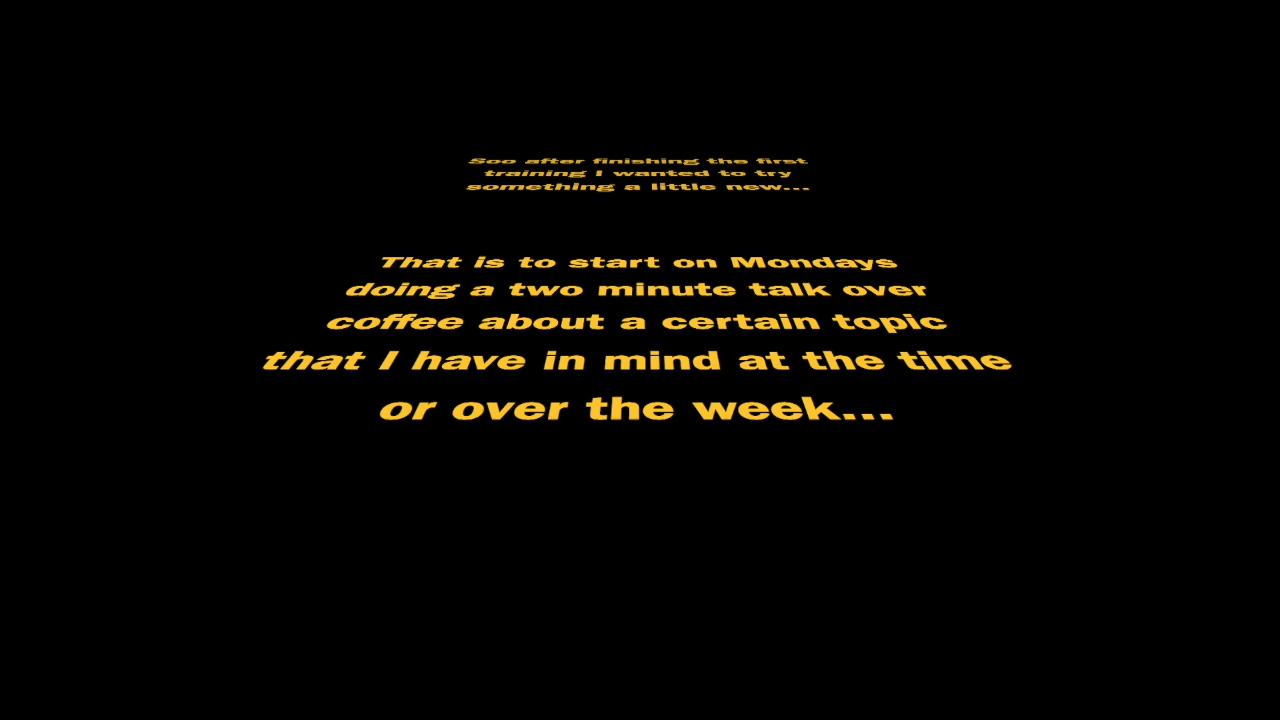 Soo after finishing the first
training I wanted to try
something a little new...
That is to start on Mondays
doing a two minute talk over
coffee about a certain topic
that I have in mind at the time
or over the week...